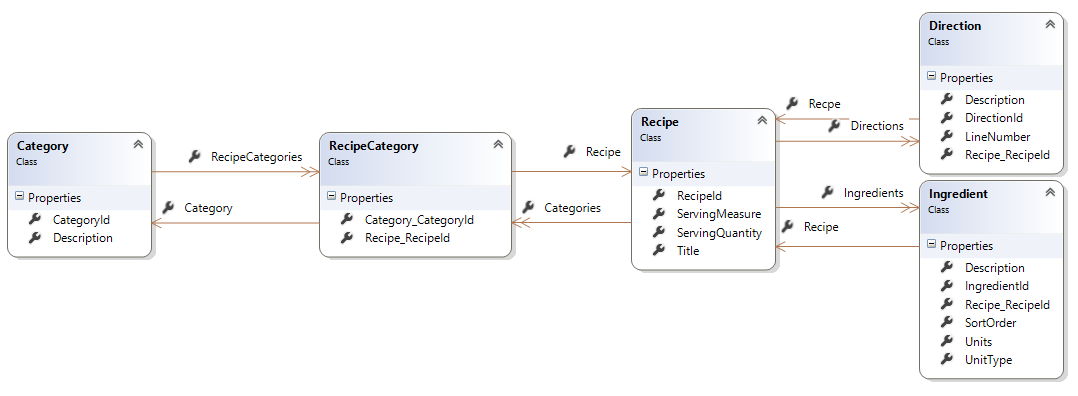 Category
Class
Properties
CategoryId
Description
RecipeCategories
Category
RecipeCategory
Class
Properties
Category_CategoryId
Recipe_RecipeId
Recipe
Categories
Recipe
Class
Properties
RecipeId
ServingMeasure
ServingQuantity
Title
Recpe
Directions
Ingredients
Recipe
Direction
Class
Properties
Description
DirectionId
LineNumber
Recipe_RecipeId
Ingredient
Class
Properties
Description
IngredientId
Recipe_RecipeId
SortOrder
Units
UnitType